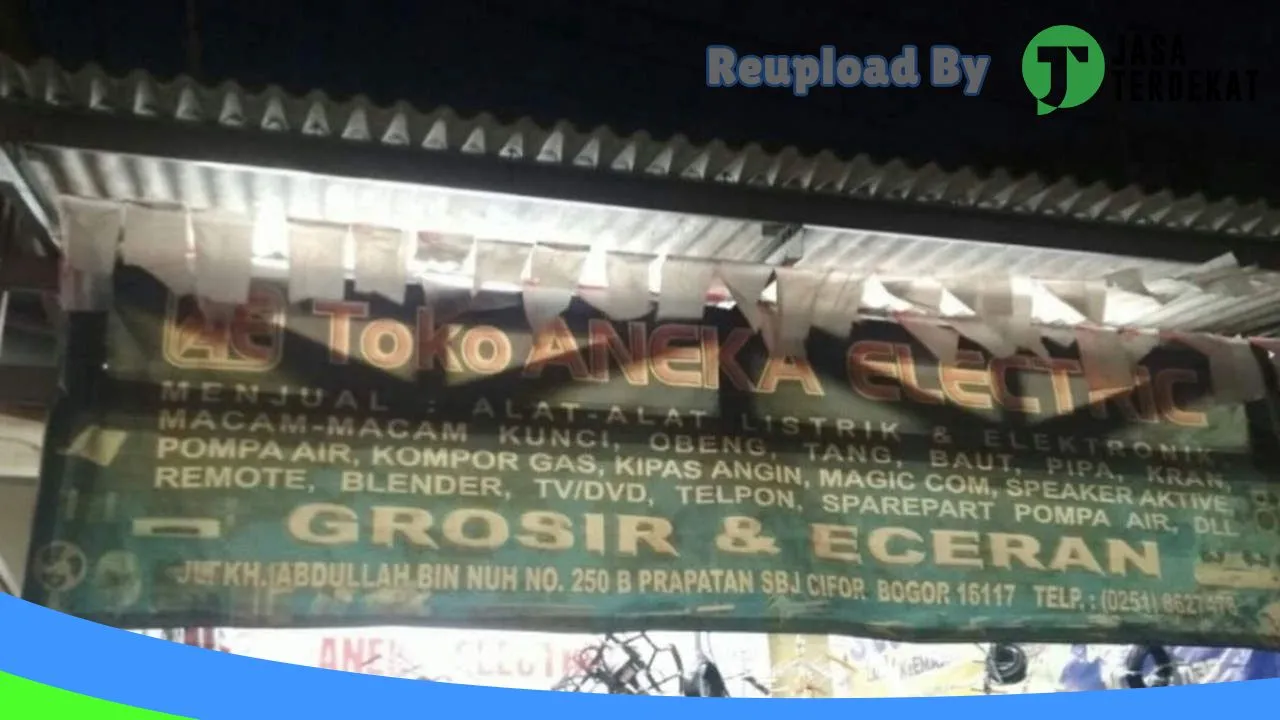 Reupload By
JASA
TERDEKAT
AE Toko ANEKA ELECTRIC
MENJUAL : ALAT-ALAT LISTRIK & ELEKTRONIK,
MACAM-MACAM KUNCI, OBENG, TANG, BAUT, PIPA, KRAN,
POMPA AIR, KOMPOR GAS, KIPAS ANGIN, MAGIC COM, SPEAKER AKTIVE
REMOTE, BLENDER, TV/DVD, TELPON, SPAREPART POMPA AIR, DLL
GROSIR & ECERAN
KH. ABDULLAH BIN NUH NO. 250 B PRAPATAN SBJ CIFOR BOGOR 16117 TELP. : (0251)